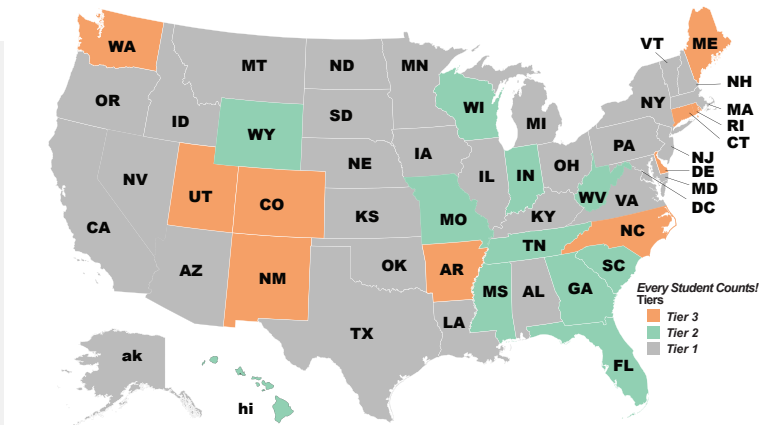 WA
MT
ND
MN
VT
ME
OR
ID
SD
WI
MI
NY
NH
MA
RI
CT
WY
NE
IA
IL
IN
OH
PA
NJ
DE
MD
DC
NV
UT
CO
KS
MO
KY
WV
VA
CA
AZ
NM
OK
AR
TN
NC
SC
TX
LA
MS
AL
GA
FL
ak
hi
Every Student Counts!
Tiers
Tier 3
Tier 2
Tier 1